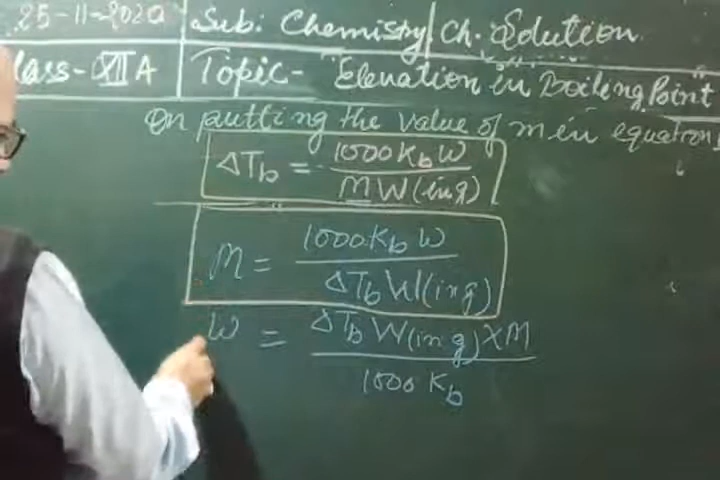 25-11-2020 Sub: Chemistry/Ch. Solution.
Class-XII A Topic- Elevation in Boiling Point
On putting the value of m in equation
ΔTb = 1000 Kb w / M W(in g)
M = 1000 Kb w / ΔTb W(in g)
w = ΔTb W(in g) × M / 1000 Kb